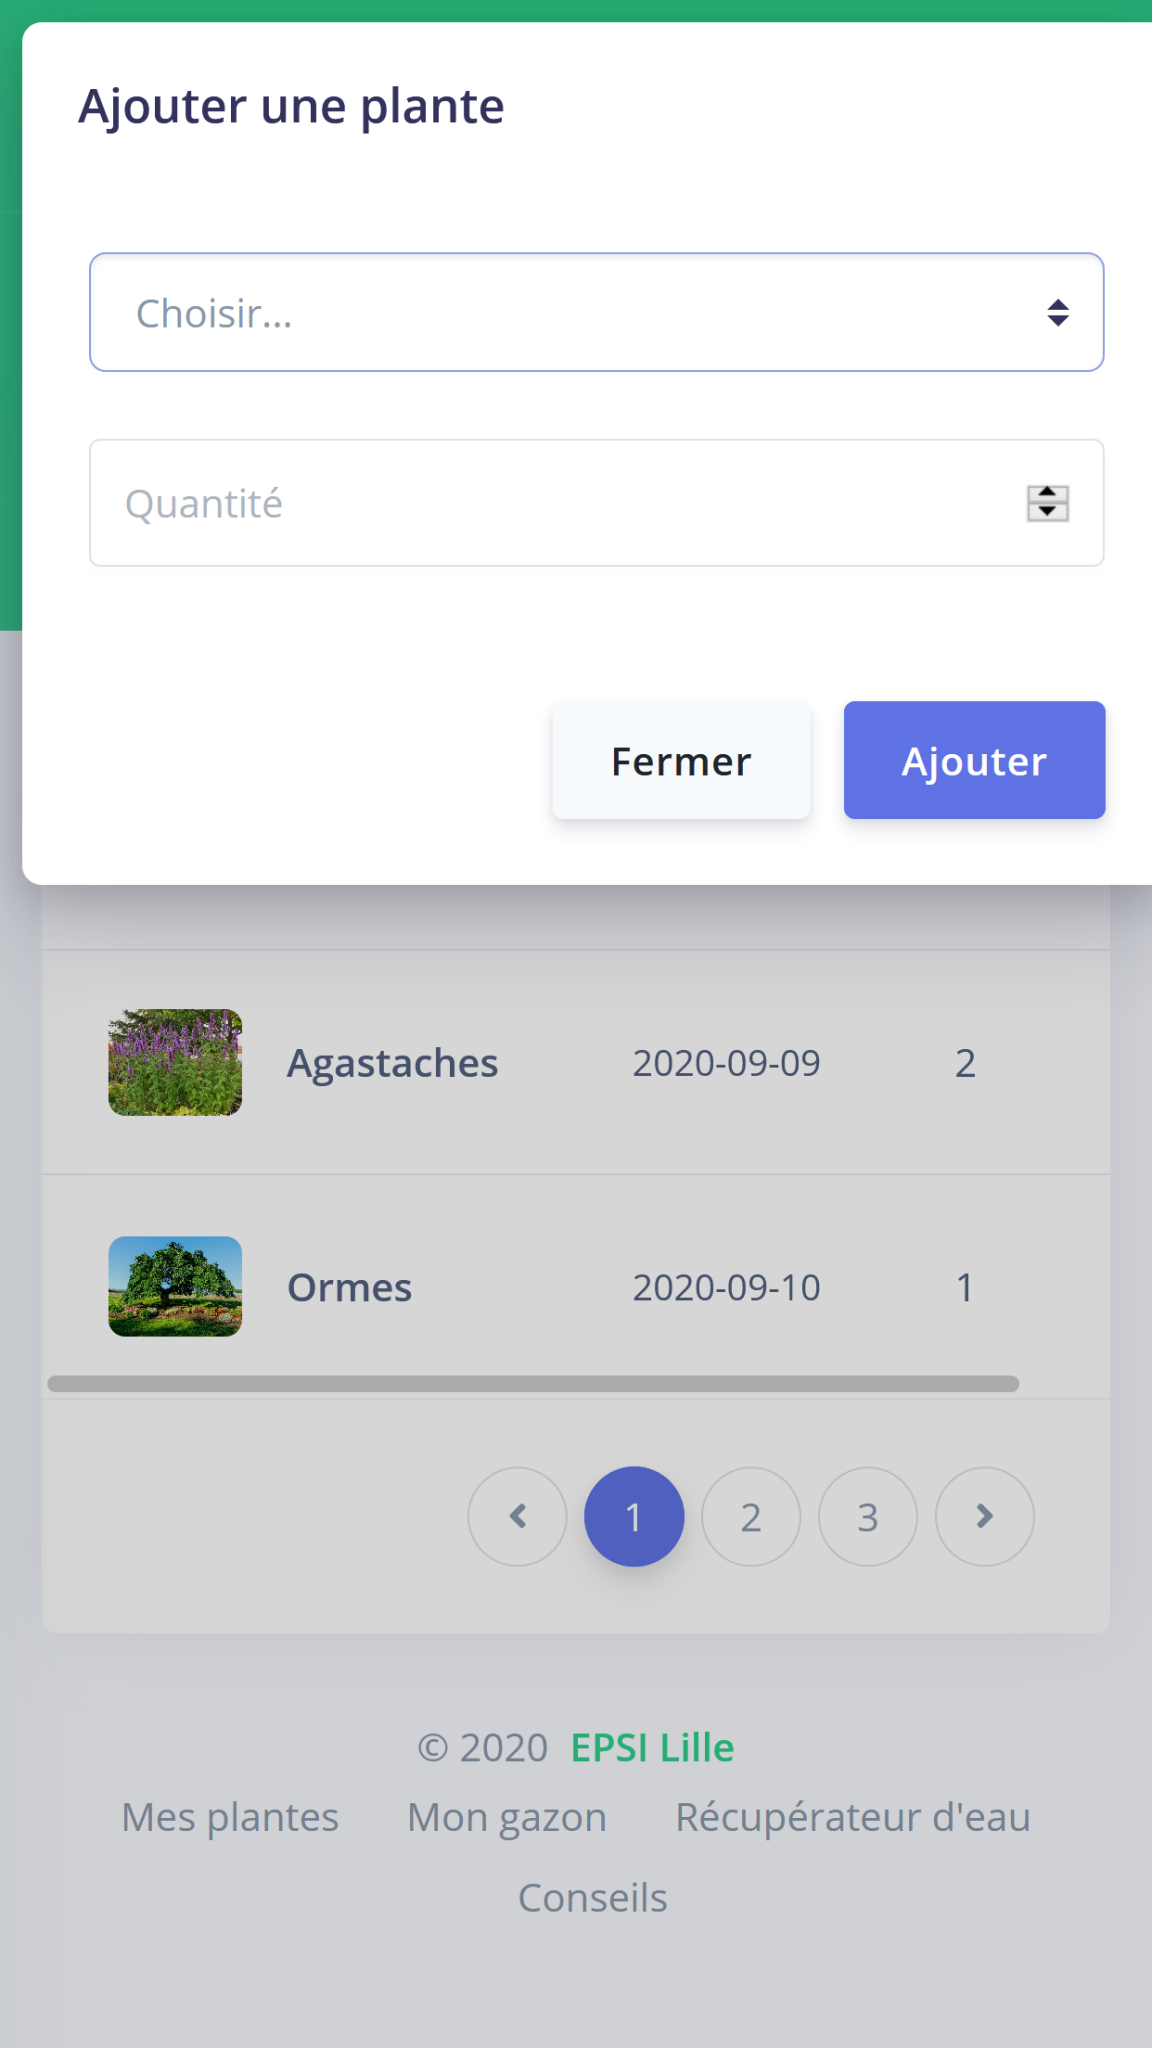 Ajouter une plante
Choisir...
Quantité
Fermer Ajouter
Agastaches 2020-09-09 2
Ormes 2020-09-10 1
1 2 3
© 2020 EPSI Lille
Mes plantes Mon gazon Récupérateur d'eau
Conseils